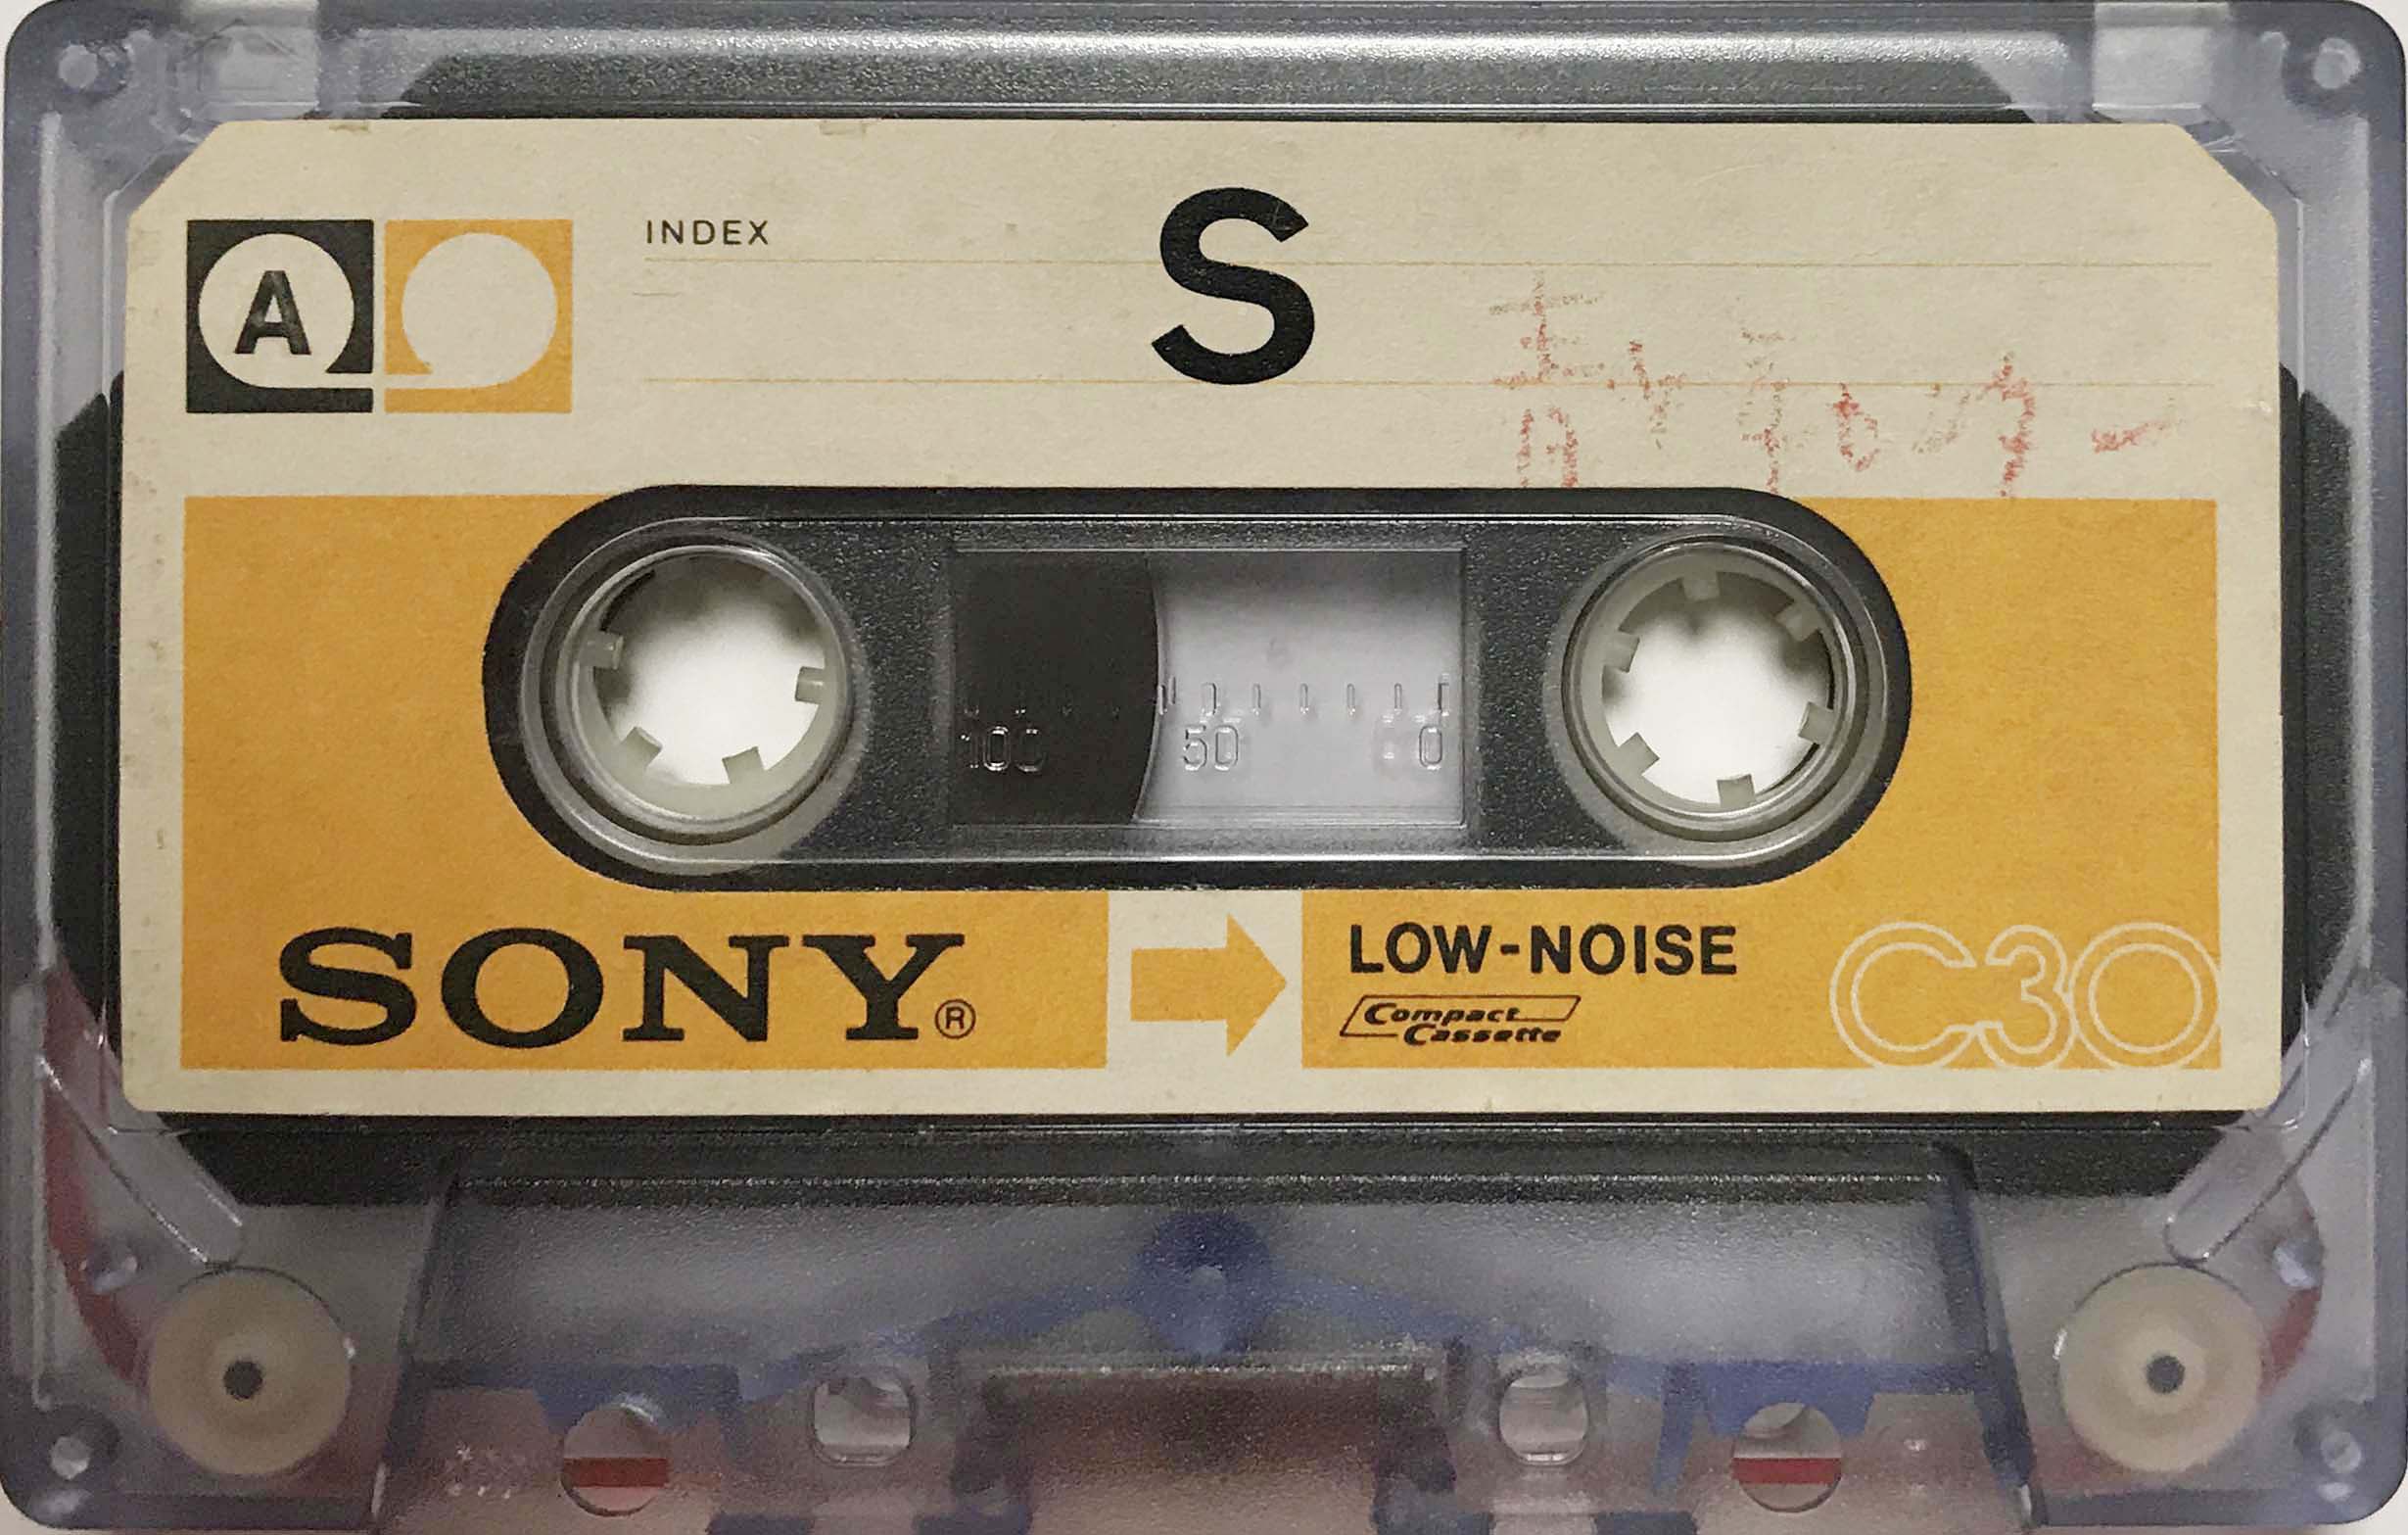 A
INDEX
S
100 50 0
SONY®
LOW-NOISE
Compact
Cassette
C30